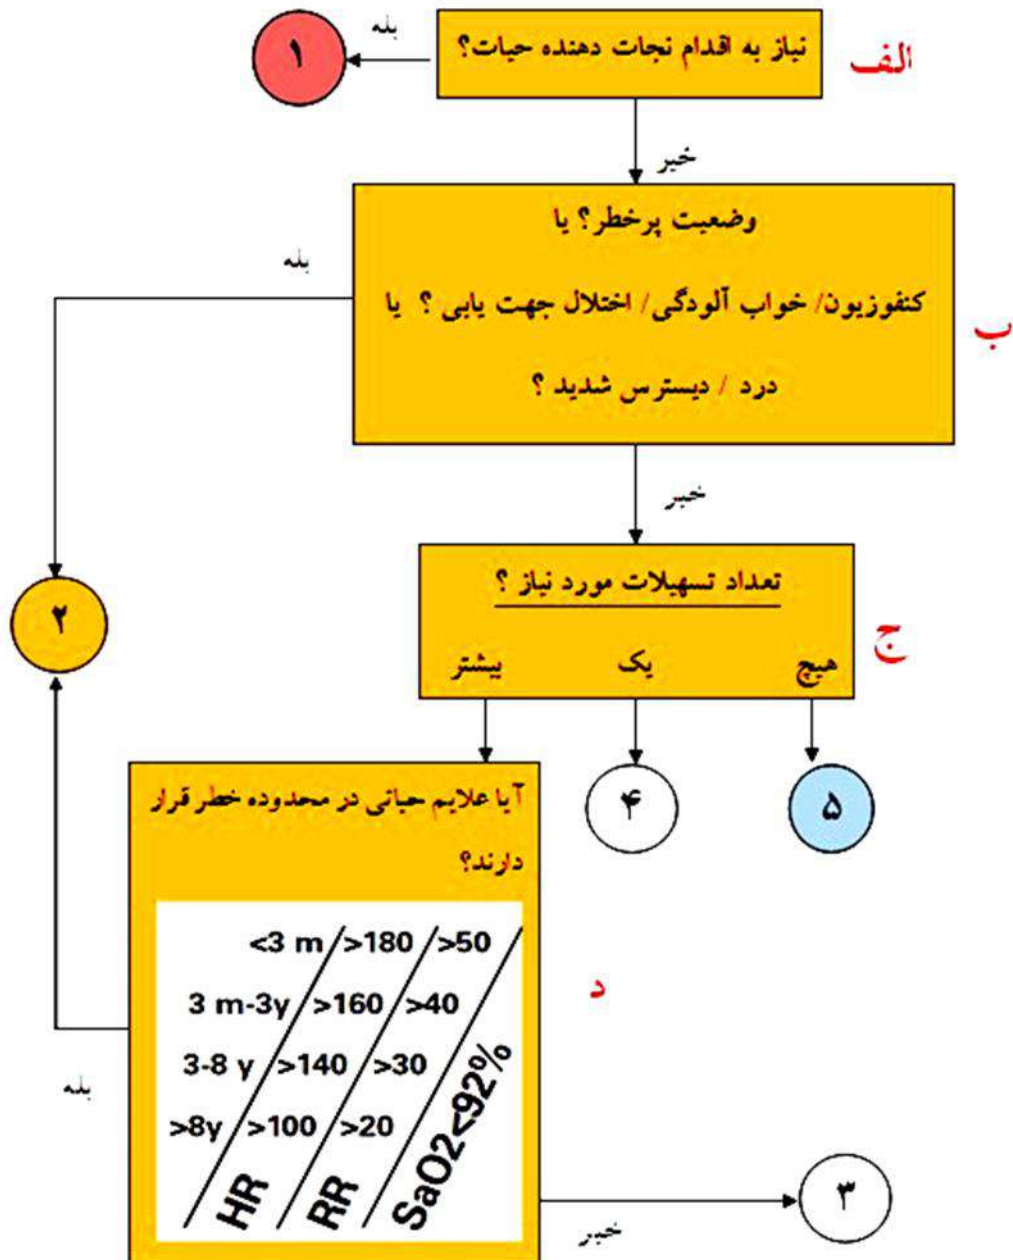 الف
نیاز به اقدام نجات دهنده حیات؟
بله
۱
خیر
وضعیت پرخطر؟ یا
کنفوزیون/ خواب آلودگی/ اختلال جهت یابی ؟ یا
درد / دیسترس شدید ؟
ب
بله
۲
خیر
تعداد تسهیلات مورد نیاز ؟
هیچ یک بیشتر
ج
۵
۴
آیا علایم حیاتی در محدوده خطر قرار
دارند؟
<3 m >180 >50
3 m-3y >160 >40
3-8 y >140 >30
>8y >100 >20
HR RR SaO2<92%
د
بله
خیر
۳